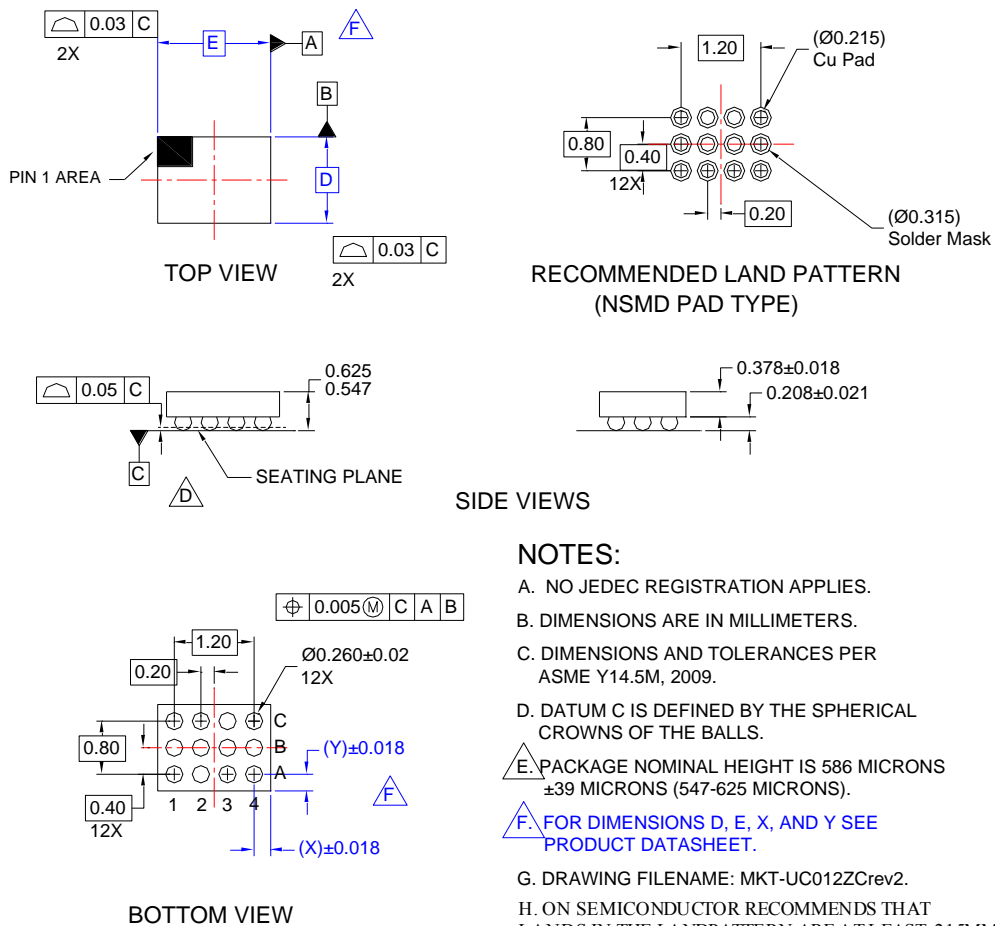 0.03 C
2X
E
A
F
B
PIN 1 AREA
D
0.03 C
2X
TOP VIEW
1.20
(Ø0.215)
Cu Pad
0.80
0.40
12X
0.20
(Ø0.315)
Solder Mask
RECOMMENDED LAND PATTERN
(NSMD PAD TYPE)
0.05 C
0.625
0.547
C
D
SEATING PLANE
0.378±0.018
0.208±0.021
SIDE VIEWS
0.005 Ⓜ C A B
1.20
0.20
Ø0.260±0.02
12X
0.80
C
B
A
0.40
12X
1 2 3 4
(Y)±0.018
F
(X)±0.018
BOTTOM VIEW
NOTES:
A. NO JEDEC REGISTRATION APPLIES.
B. DIMENSIONS ARE IN MILLIMETERS.
C. DIMENSIONS AND TOLERANCES PER
ASME Y14.5M, 2009.
D. DATUM C IS DEFINED BY THE SPHERICAL
CROWNS OF THE BALLS.
E. PACKAGE NOMINAL HEIGHT IS 586 MICRONS
±39 MICRONS (547-625 MICRONS).
F. FOR DIMENSIONS D, E, X, AND Y SEE
PRODUCT DATASHEET.
G. DRAWING FILENAME: MKT-UC012ZCrev2.
H. ON SEMICONDUCTOR RECOMMENDS THAT